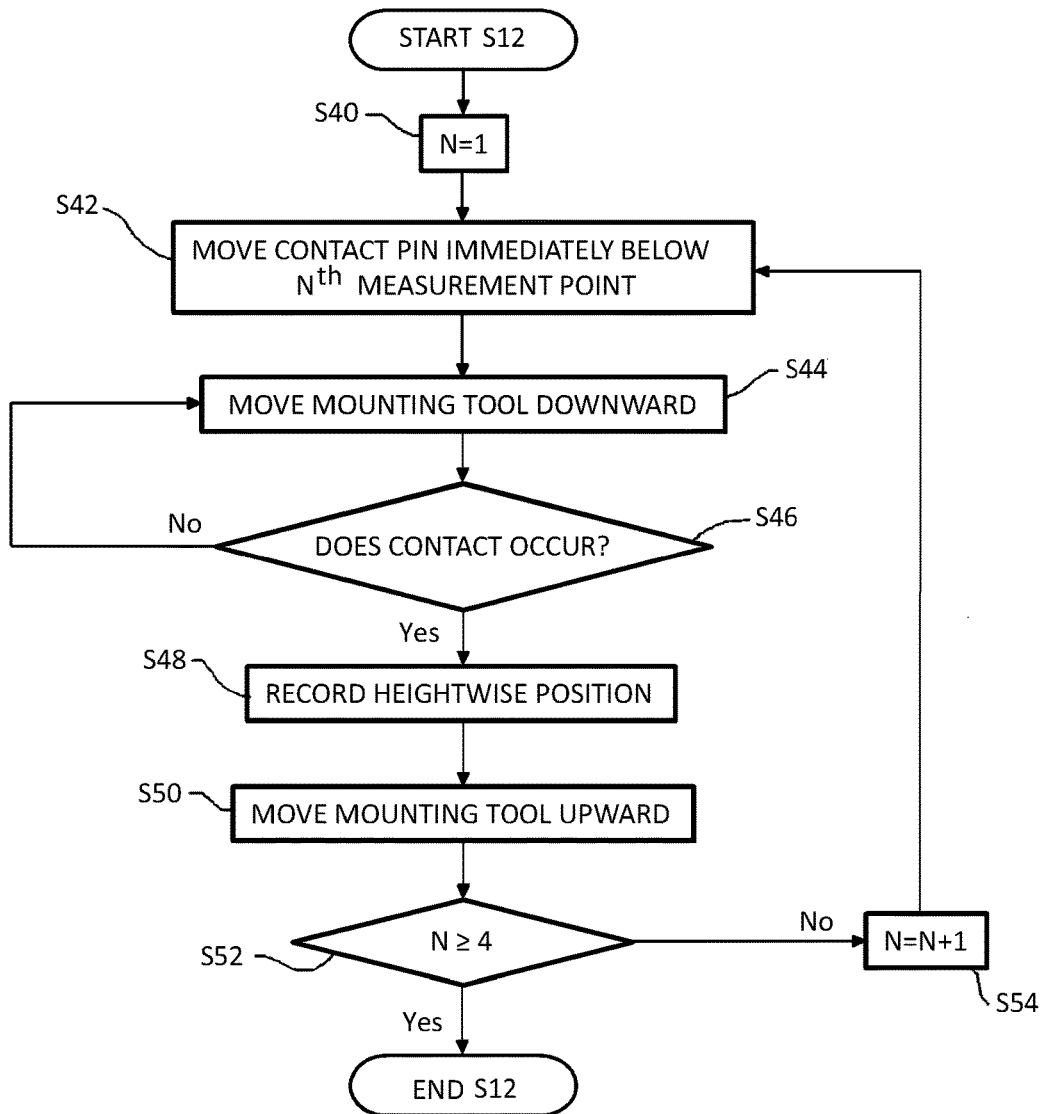 START S12
S40
N=1
S42
MOVE CONTACT PIN IMMEDIATELY BELOW
Nth MEASUREMENT POINT
S44
MOVE MOUNTING TOOL DOWNWARD
No
S46
DOES CONTACT OCCUR?
Yes
S48
RECORD HEIGHTWISE POSITION
S50
MOVE MOUNTING TOOL UPWARD
No
N ≥ 4
N=N+1
S52
S54
Yes
END S12